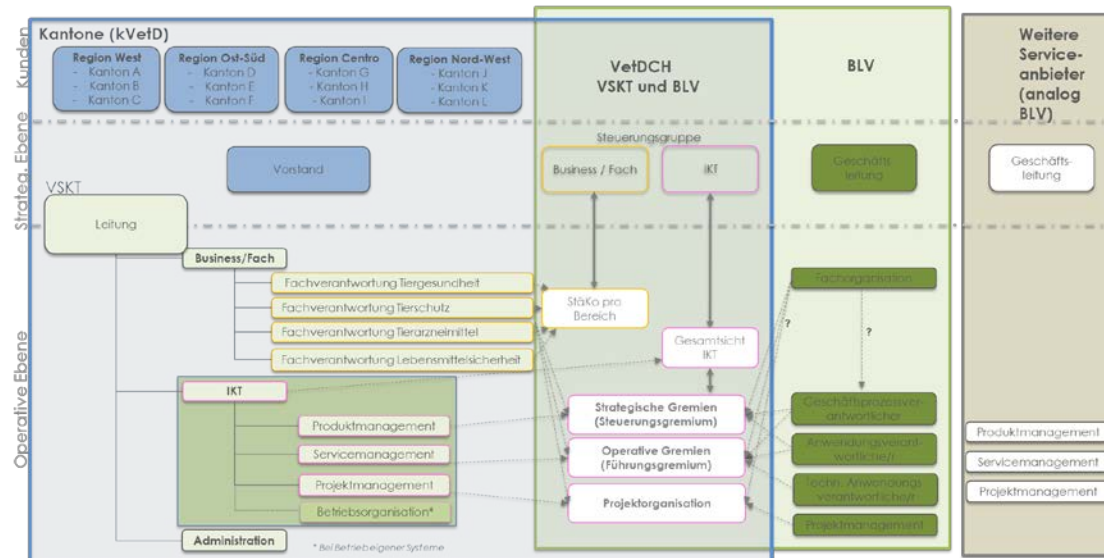 Kunden
Strateg. Ebene
Operative Ebene
Kantone (kVetD)
Region West
- Kanton A
- Kanton B
- Kanton C
Region Ost-Süd
- Kanton D
- Kanton E
- Kanton F
Region Centro
- Kanton G
- Kanton H
- Kanton I
Region Nord-West
- Kanton J
- Kanton K
- Kanton L
VetDCH
VSKT und BLV
BLV
Weitere
Service-
anbieter
(analog
BLV)
Steuerungsgruppe
Vorstand
Business / Fach
IKT
Geschäfts
leitung
Geschäfts-
leitung
VSKT
Leitung
Business/Fach
Fachverantwortung Tiergesundheit
Fachverantwortung Tierschutz
Fachverantwortung Tierarzneimittel
Fachverantwortung Lebensmittelsicherheit
StäKo pro
Bereich
Gesamtsicht
IKT
Fachorganisation
?
?
IKT
Produktmanagement
Servicemanagement
Projektmanagement
Betriebsorganisation*
Strategische Gremien
(Steuerungsgremium)
Operative Gremien
(Führungsgremium)
Projektorganisation
Geschäftsprozessver-
antwortlicher
Anwendungsverant-
wortliche/r
Techn. Anwendungs
verantwortliche/r
Projektmanagement
Produktmanagement
Servicemanagement
Projektmanagement
Administration
* Bei Betrieb eigener Systeme